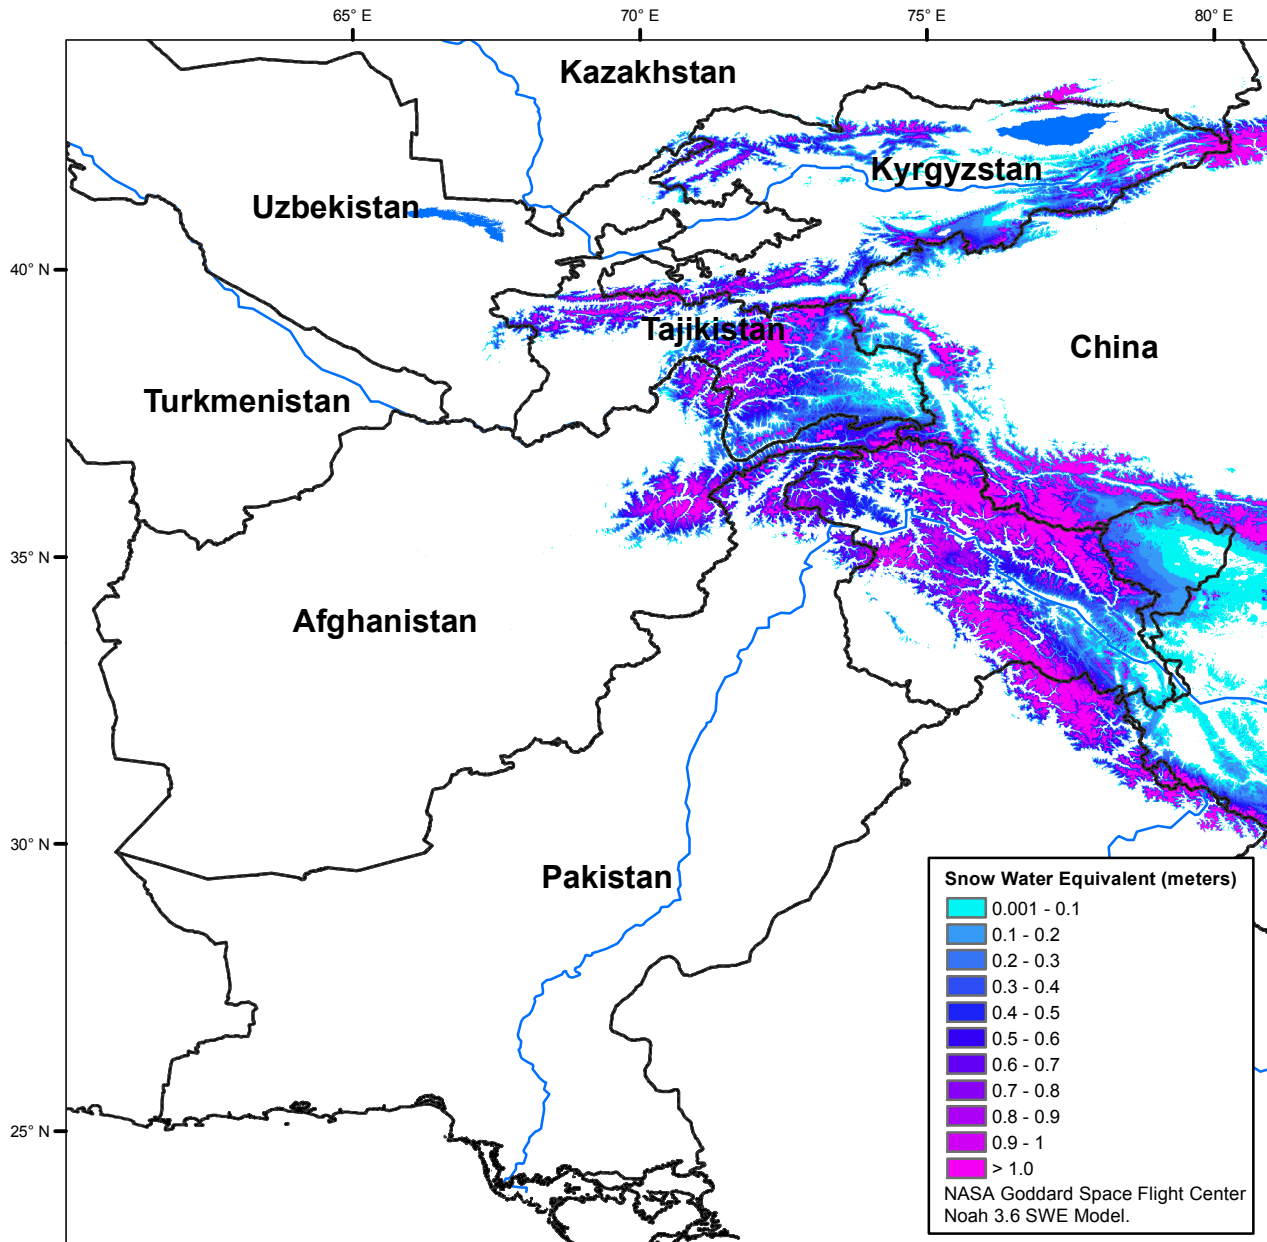 65° E
70° E
75° E
80° E
Kazakhstan
Kyrgyzstan
Uzbekistan
40° N
Tajikistan
China
Turkmenistan
35° N
Afghanistan
30° N
Pakistan
25° N
Snow Water Equivalent (meters)
0.001 - 0.1
0.1 - 0.2
0.2 - 0.3
0.3 - 0.4
0.4 - 0.5
0.5 - 0.6
0.6 - 0.7
0.7 - 0.8
0.8 - 0.9
0.9 - 1
> 1.0
NASA Goddard Space Flight Center
Noah 3.6 SWE Model.